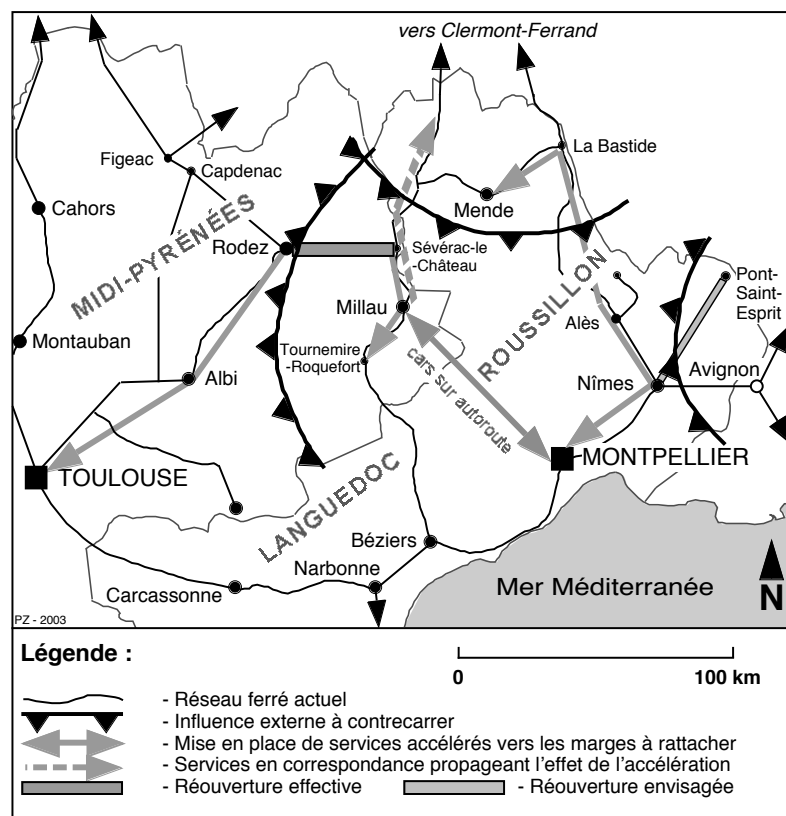 vers Clermont-Ferrand
Figeac
Capdenac
La Bastide
Cahors
Mende
MIDI-PYRÉNÉES
Rodez
Sévérac-le
-Château
ROUSSILLON
Pont-
Saint-
Esprit
Millau
Alès
Montauban
Tournemire
-Roquefort
cars sur autoroute
Avignon
Albi
Nîmes
TOULOUSE
MONTPELLIER
LANGUEDOC
Béziers
Narbonne
Carcassonne
Mer Méditerranée
N
PZ - 2003
Légende :
0 100 km
- Réseau ferré actuel
- Influence externe à contrecarrer
- Mise en place de services accélérés vers les marges à rattacher
- Services en correspondance propageant l'effet de l'accélération
- Réouverture effective - Réouverture envisagée